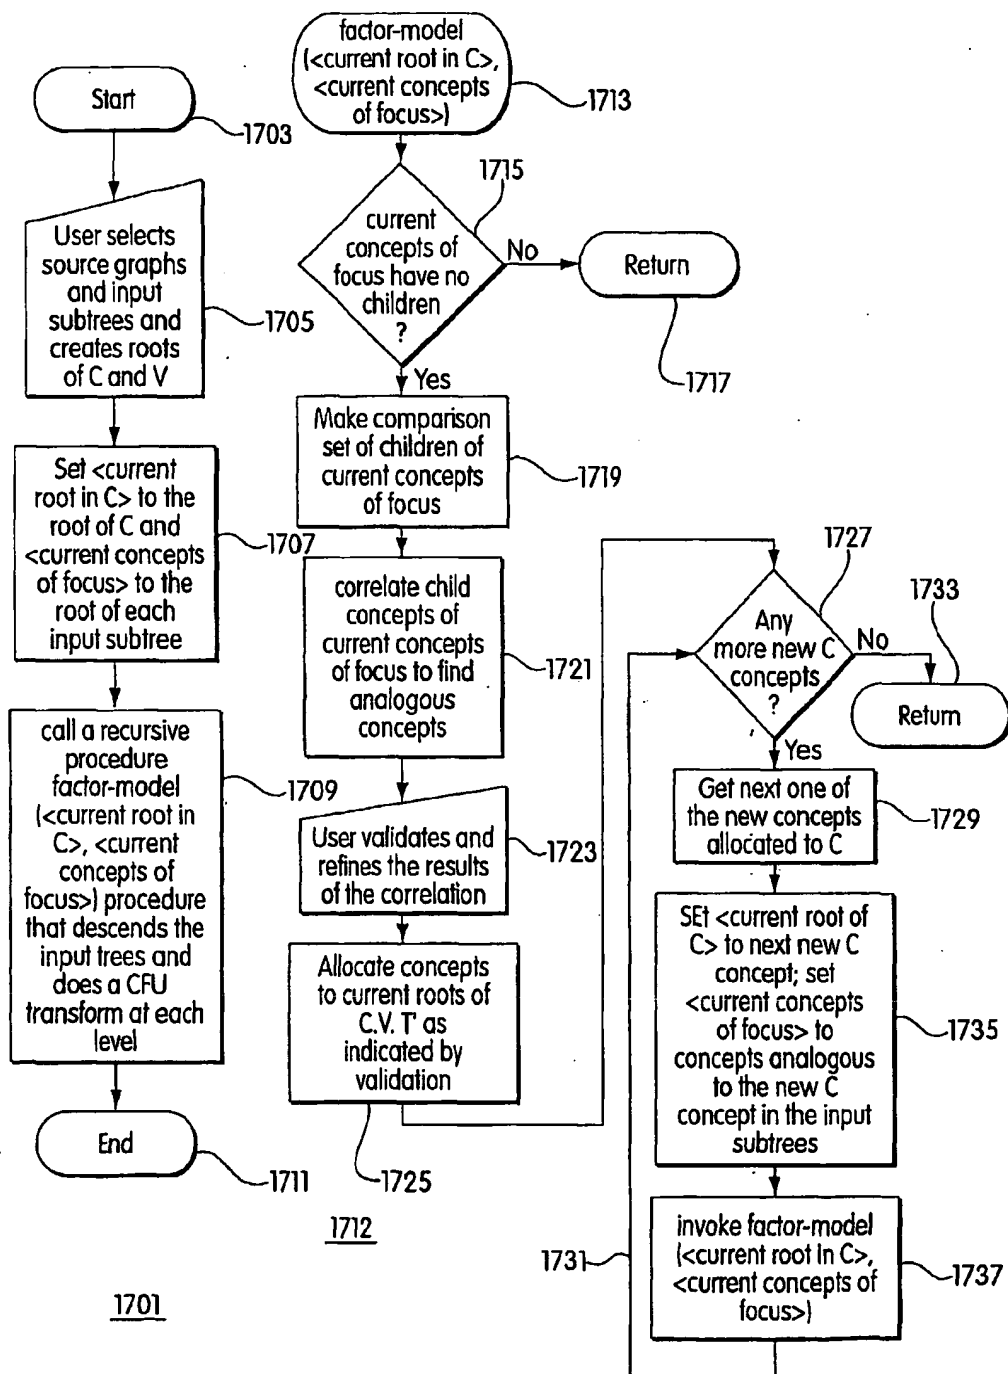 Start
1703
User selects
source graphs
and input
subtrees and
creates roots
of C and V
1705
Set <current
root in C> to the
root of C and
<current concepts
of focus> to the
root of each
input subtree
1707
call a recursive
procedure
factor-model
(<current root in
C>, <current
concepts of
focus>) procedure
that descends the
input trees and
does a CFU
transform at each
level
1709
End
1711
1701
factor-model
(<current root in C>,
<current concepts
of focus>)
1713
current
concepts of
focus have no
children
?
1715
No
Return
1717
Yes
Make comparison
set of children of
current concepts
of focus
1719
correlate child
concepts of
current concepts
of focus to find
analogous
concepts
1721
User validates and
refines the results
of the correlation
1723
Allocate concepts
to current roots of
C.V. T' as
indicated by
validation
1725
1712
Any
more new C
concepts
?
1727
No
1733
Return
Yes
Get next one of
the new concepts
allocated to C
1729
SEt <current root of
C> to next new C
concept; set
<current concepts
of focus> to
concepts analogous
to the new C
concept in the input
subtrees
1735
invoke factor-model
(<current root in C>,
<current concepts of
focus>)
1737
1731